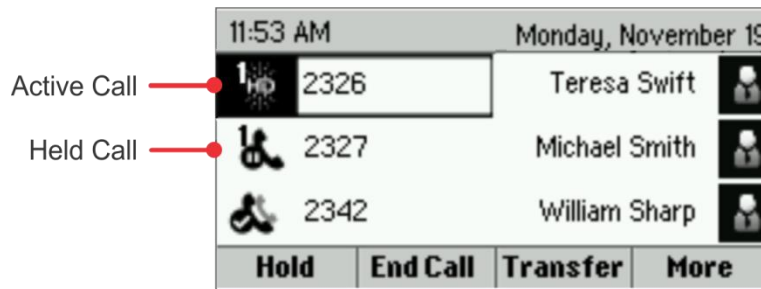 11:53 AM Monday, November 19
Active Call 1 HD 2326 Teresa Swift
Held Call 1 2327 Michael Smith
2342 William Sharp
Hold End Call Transfer More